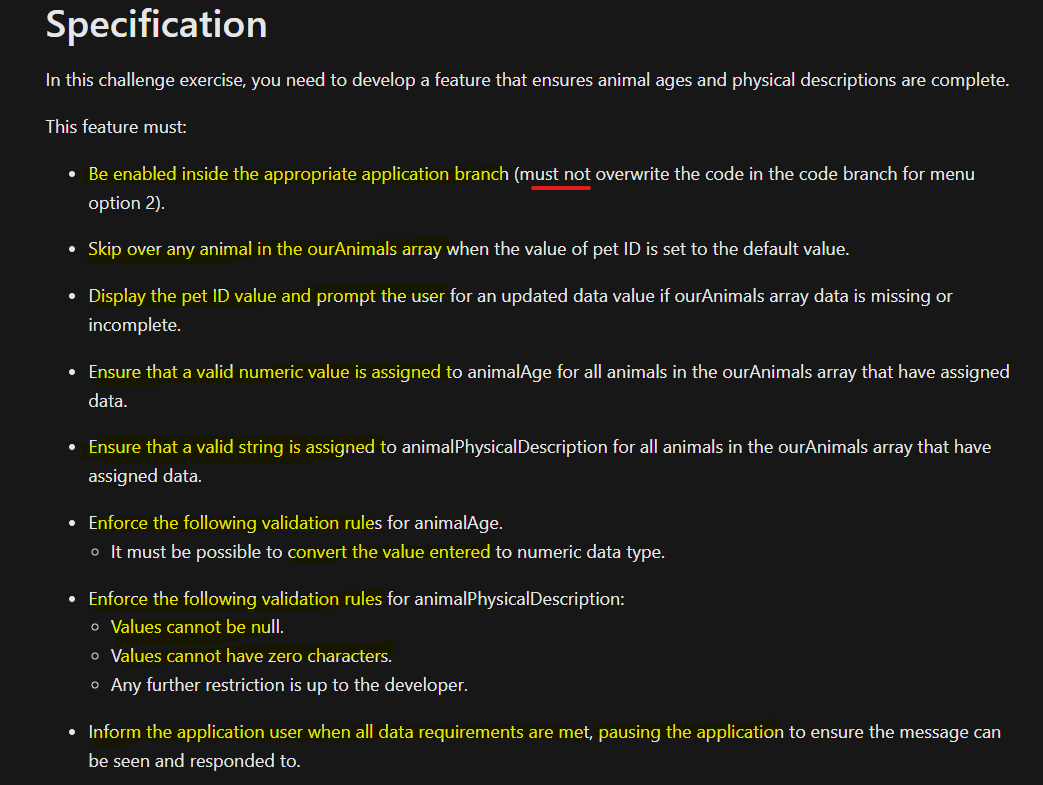 Specification
In this challenge exercise, you need to develop a feature that ensures animal ages and physical descriptions are complete.
This feature must:
• Be enabled inside the appropriate application branch (must not overwrite the code in the code branch for menu
option 2).
• Skip over any animal in the ourAnimals array when the value of pet ID is set to the default value.
• Display the pet ID value and prompt the user for an updated data value if ourAnimals array data is missing or
incomplete.
• Ensure that a valid numeric value is assigned to animalAge for all animals in the ourAnimals array that have assigned
data.
• Ensure that a valid string is assigned to animalPhysicalDescription for all animals in the ourAnimals array that have
assigned data.
• Enforce the following validation rules for animalAge.
○ It must be possible to convert the value entered to numeric data type.
• Enforce the following validation rules for animalPhysicalDescription:
○ Values cannot be null.
○ Values cannot have zero characters.
○ Any further restriction is up to the developer.
• Inform the application user when all data requirements are met, pausing the application to ensure the message can
be seen and responded to.